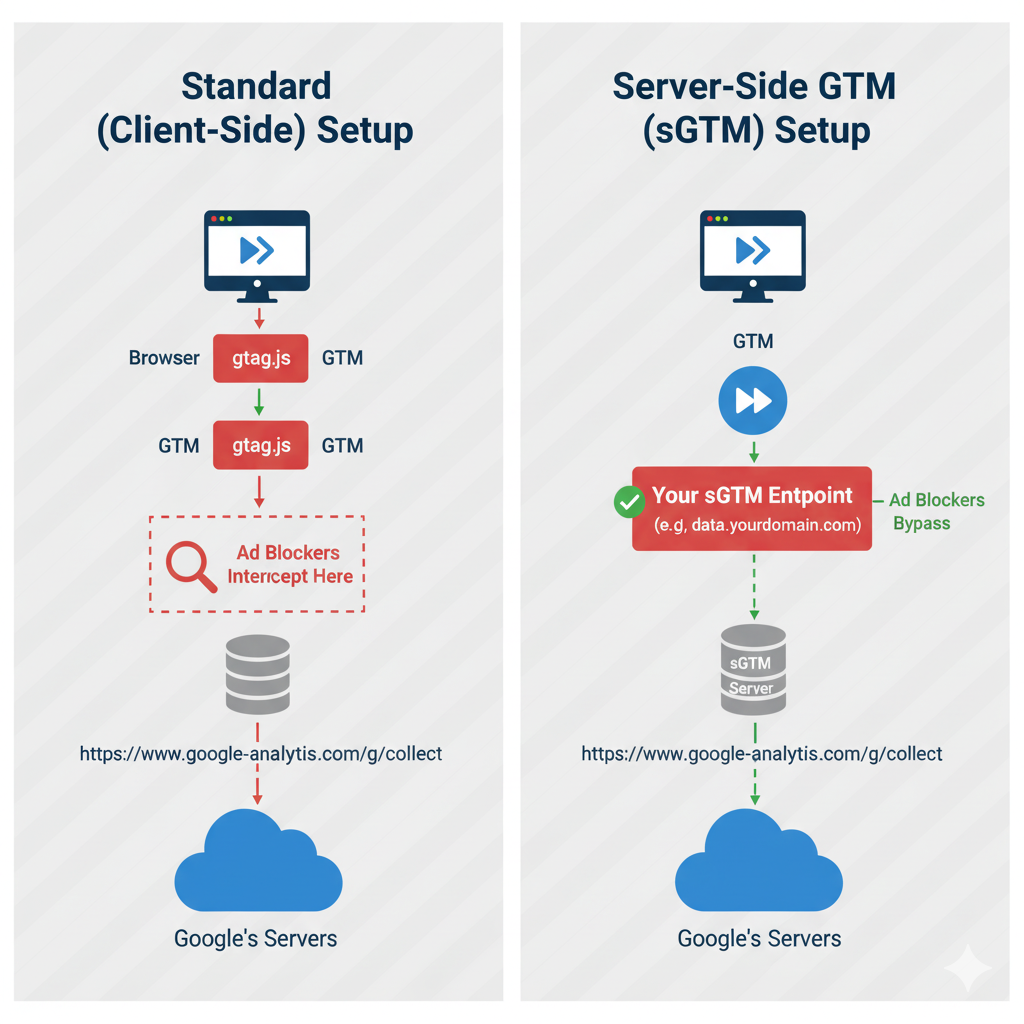 Standard
(Client-Side) Setup
Browser
gtag.js
GTM
GTM
gtag.js
GTM
Ad Blockers
Intercept Here
https://www.google-analytis.com/g/collect
Google's Servers
Server-Side GTM
(sGTM) Setup
GTM
Your sGTM Entpoint
(e.g, data.yourdomain.com)
Ad Blockers
Bypass
sGTM
Server
https://www.google-analytis.com/g/collect
Google's Servers